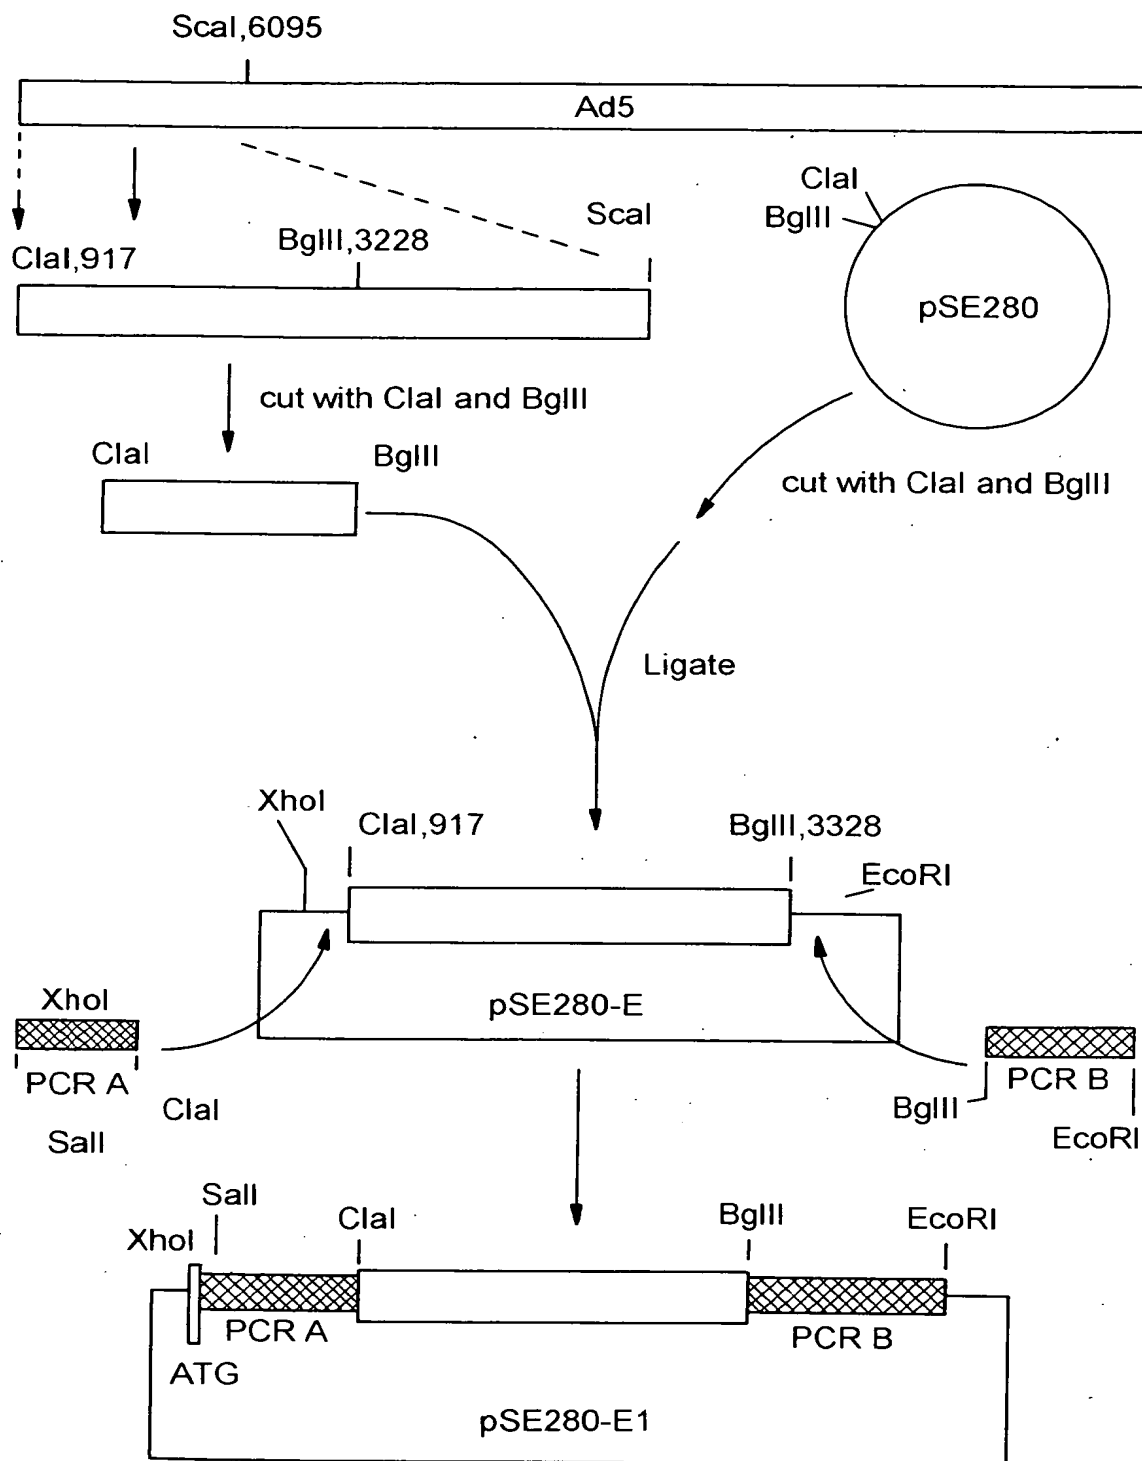 ScaI,6095
Ad5
ClaI
BglII
ScaI
BglII,3228
ClaI,917
pSE280
cut with ClaI and BglII
ClaI
BglII
cut with ClaI and BglII
Ligate
XhoI
ClaI,917
BglII,3328
EcoRI
XhoI
pSE280-E
PCR A
PCR B
ClaI
BglII
SalI
EcoRI
SalI
ClaI
BglII
EcoRI
XhoI
PCR A
PCR B
ATG
pSE280-E1